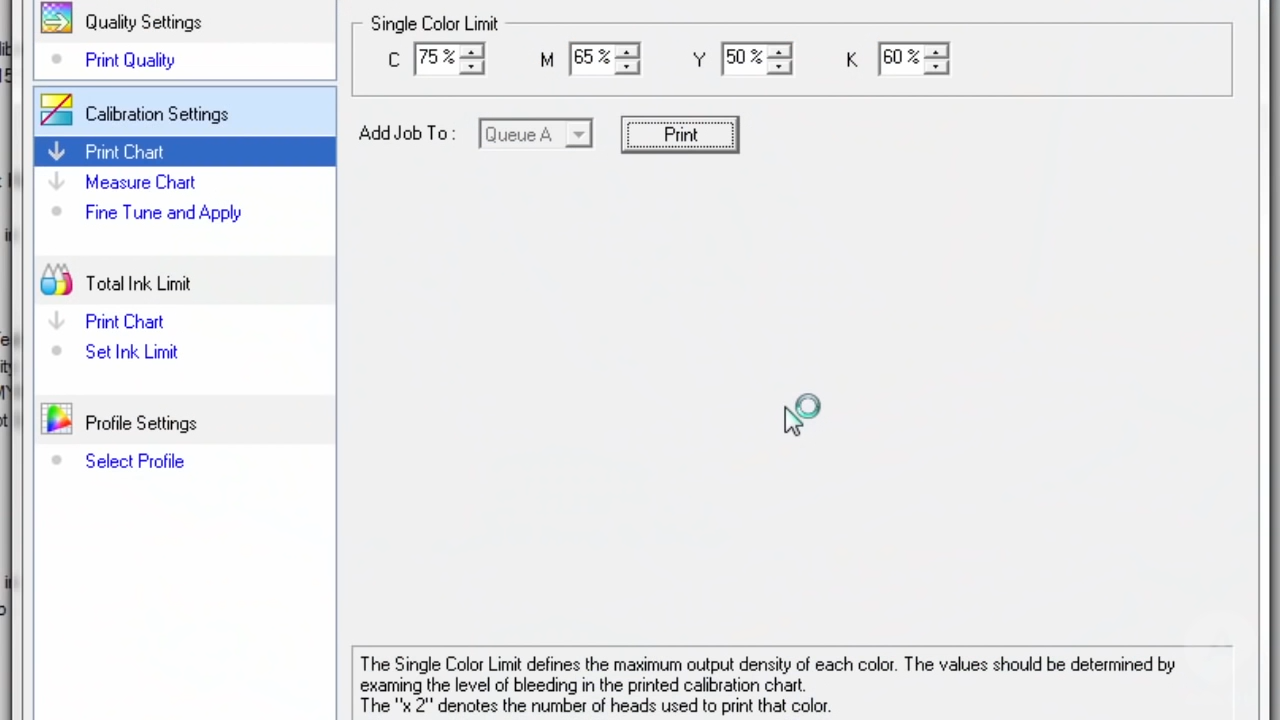 Quality Settings
Print Quality
Calibration Settings
Print Chart
Measure Chart
Fine Tune and Apply
Total Ink Limit
Print Chart
Set Ink Limit
Profile Settings
Select Profile
Single Color Limit
C 75 % M 65 % Y 50 % K 60 %
Add Job To : Queue A Print
The Single Color Limit defines the maximum output density of each color. The values should be determined by
examing the level of bleeding in the printed calibration chart.
The "x 2" denotes the number of heads used to print that color.